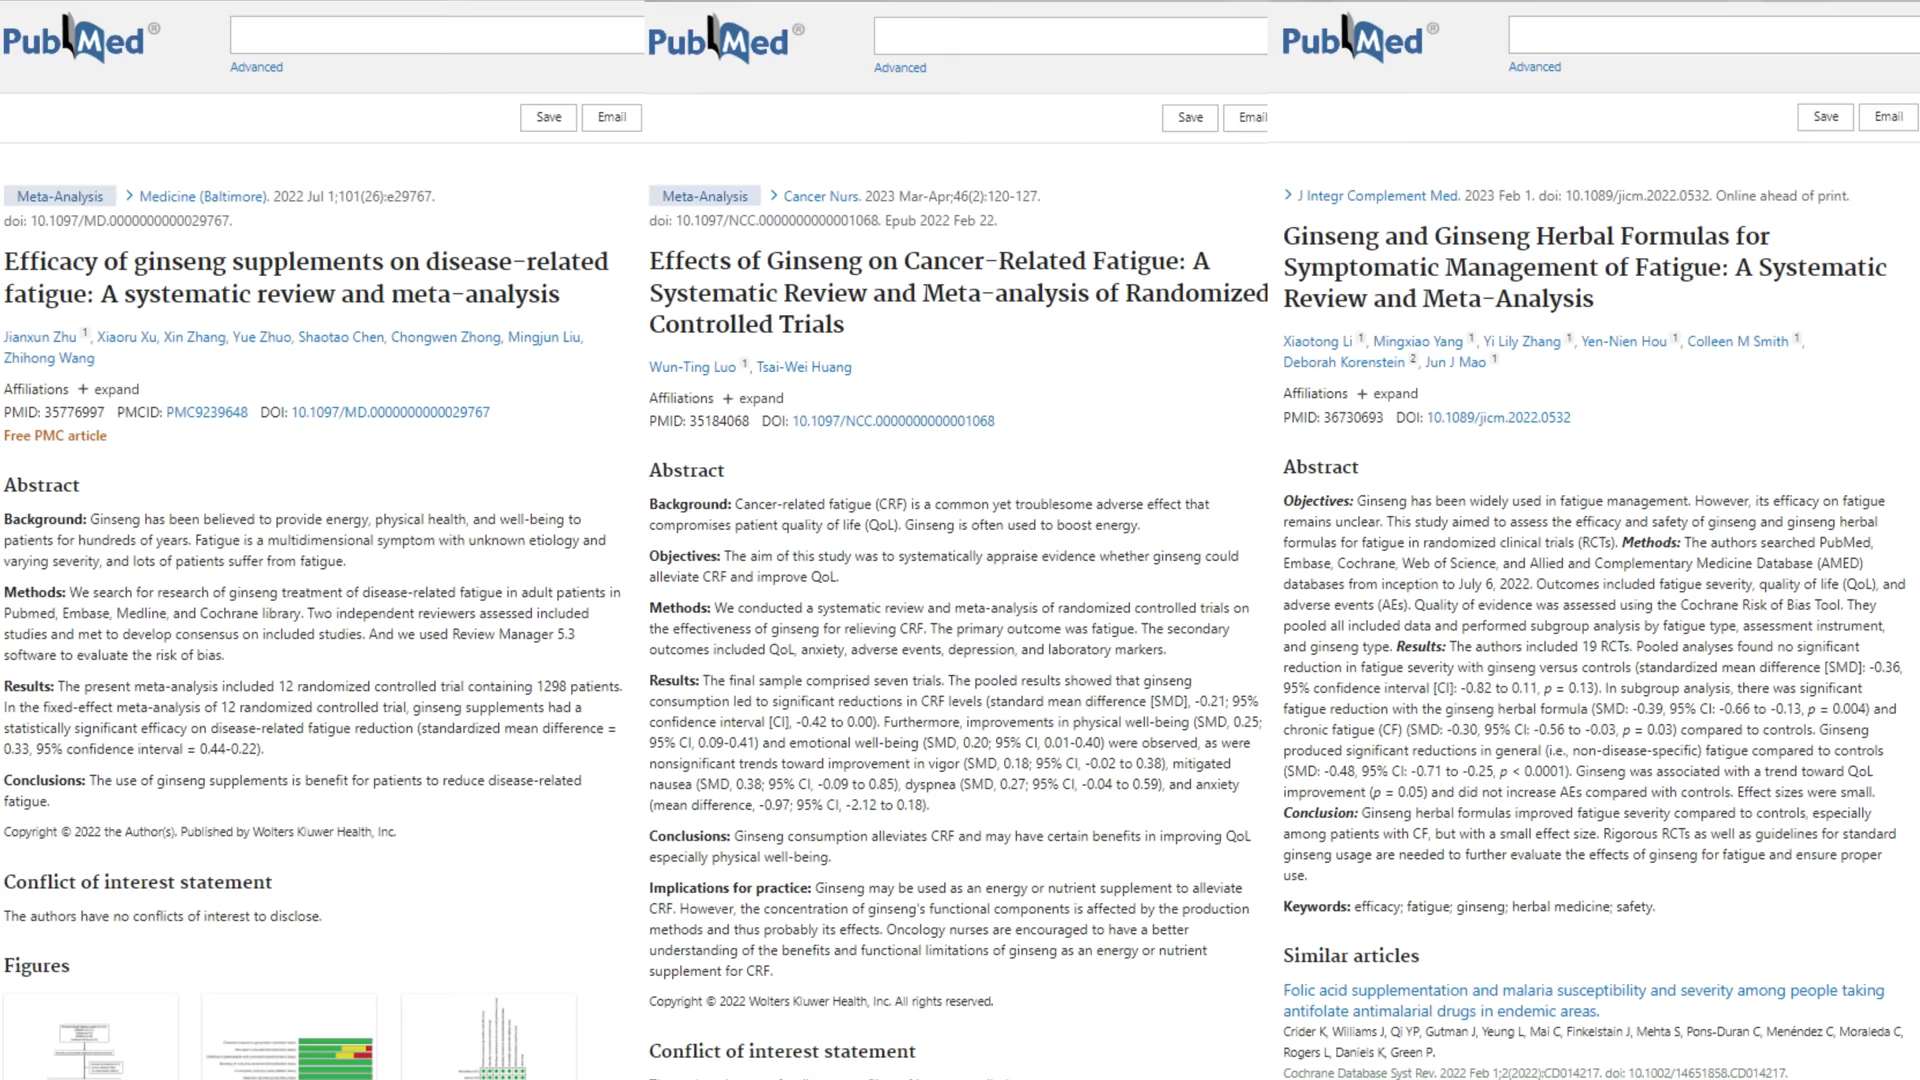 PubMed®
Advanced
Save
Email
Meta-Analysis
> Medicine (Baltimore). 2022 Jul 1;101(26):e29767.
doi: 10.1097/MD.0000000000029767.
Efficacy of ginseng supplements on disease-related
fatigue: A systematic review and meta-analysis
Jianxun Zhu 1, Xiaoru Xu, Xin Zhang, Yue Zhuo, Shaotao Chen, Chongwen Zhong, Mingjun Liu,
Zhihong Wang
Affiliations + expand
PMID: 35776997 PMCID: PMC9239648 DOI: 10.1097/MD.0000000000029767
Free PMC article
Abstract
Background: Ginseng has been believed to provide energy, physical health, and well-being to
patients for hundreds of years. Fatigue is a multidimensional symptom with unknown etiology and
varying severity, and lots of patients suffer from fatigue.
Methods: We search for research of ginseng treatment of disease-related fatigue in adult patients in
Pubmed, Embase, Medline, and Cochrane library. Two independent reviewers assessed included
studies and met to develop consensus on included studies. And we used Review Manager 5.3
software to evaluate the risk of bias.
Results: The present meta-analysis included 12 randomized controlled trial containing 1298 patients.
In the fixed-effect meta-analysis of 12 randomized controlled trial, ginseng supplements had a
statistically significant efficacy on disease-related fatigue reduction (standardized mean difference =
0.33, 95% confidence interval = 0.44-0.22).
Conclusions: The use of ginseng supplements is benefit for patients to reduce disease-related
fatigue.
Copyright © 2022 the Author(s). Published by Wolters Kluwer Health, Inc.
Conflict of interest statement
The authors have no conflicts of interest to disclose.
Figures
PubMed®
Advanced
Save
Email
Meta-Analysis
> Cancer Nurs. 2023 Mar-Apr;46(2):120-127.
doi: 10.1097/NCC.0000000000001068. Epub 2022 Feb 22.
Effects of Ginseng on Cancer-Related Fatigue: A
Systematic Review and Meta-analysis of Randomized
Controlled Trials
Wun-Ting Luo 1, Tsai-Wei Huang
Affiliations + expand
PMID: 35184068 DOI: 10.1097/NCC.0000000000001068
Abstract
Background: Cancer-related fatigue (CRF) is a common yet troublesome adverse effect that
compromises patient quality of life (QoL). Ginseng is often used to boost energy.
Objectives: The aim of this study was to systematically appraise evidence whether ginseng could
alleviate CRF and improve QoL.
Methods: We conducted a systematic review and meta-analysis of randomized controlled trials on
the effectiveness of ginseng for relieving CRF. The primary outcome was fatigue. The secondary
outcomes included QoL, anxiety, adverse events, depression, and laboratory markers.
Results: The final sample comprised seven trials. The pooled results showed that ginseng
consumption led to significant reductions in CRF levels (standard mean difference [SMD], -0.21; 95%
confidence interval [CI], -0.42 to 0.00). Furthermore, improvements in physical well-being (SMD, 0.25;
95% CI, 0.09-0.41) and emotional well-being (SMD, 0.20; 95% CI, 0.01-0.40) were observed, as were
nonsignificant trends toward improvement in vigor (SMD, 0.18; 95% CI, -0.02 to 0.38), mitigated
nausea (SMD, 0.38; 95% CI, -0.09 to 0.85), dyspnea (SMD, 0.27; 95% CI, -0.04 to 0.59), and anxiety
(mean difference, -0.97; 95% CI, -2.12 to 0.18).
Conclusions: Ginseng consumption alleviates CRF and may have certain benefits in improving QoL
especially physical well-being.
Implications for practice: Ginseng may be used as an energy or nutrient supplement to alleviate
CRF. However, the concentration of ginseng's functional components is affected by the production
methods and thus probably its effects. Oncology nurses are encouraged to have a better
understanding of the benefits and functional limitations of ginseng as an energy or nutrient
supplement for CRF.
Copyright © 2022 Wolters Kluwer Health, Inc. All rights reserved.
Conflict of interest statement
PubMed®
Advanced
Save
Email
> J Integr Complement Med. 2023 Feb 1. doi: 10.1089/jicm.2022.0532. Online ahead of print.
Ginseng and Ginseng Herbal Formulas for
Symptomatic Management of Fatigue: A Systematic
Review and Meta-Analysis
Xiaotong Li 1, Mingxiao Yang 1, Yi Lily Zhang 1, Yen-Nien Hou 1, Colleen M Smith 1,
Deborah Korenstein 2, Jun J Mao 1
Affiliations + expand
PMID: 36730693 DOI: 10.1089/jicm.2022.0532
Abstract
Objectives: Ginseng has been widely used in fatigue management. However, its efficacy on fatigue
remains unclear. This study aimed to assess the efficacy and safety of ginseng and ginseng herbal
formulas for fatigue in randomized clinical trials (RCTs). Methods: The authors searched PubMed,
Embase, Cochrane, Web of Science, and Allied and Complementary Medicine Database (AMED)
databases from inception to July 6, 2022. Outcomes included fatigue severity, quality of life (QoL), and
adverse events (AEs). Quality of evidence was assessed using the Cochrane Risk of Bias Tool. They
pooled all included data and performed subgroup analysis by fatigue type, assessment instrument,
and ginseng type. Results: The authors included 19 RCTs. Pooled analyses found no significant
reduction in fatigue severity with ginseng versus controls (standardized mean difference [SMD]: -0.36,
95% confidence interval [CI]: -0.82 to 0.11, p = 0.13). In subgroup analysis, there was significant
fatigue reduction with the ginseng herbal formula (SMD: -0.39, 95% CI: -0.66 to -0.13, p = 0.004) and
chronic fatigue (CF) (SMD: -0.30, 95% CI: -0.56 to -0.03, p = 0.03) compared to controls. Ginseng
produced significant reductions in general (i.e., non-disease-specific) fatigue compared to controls
(SMD: -0.48, 95% CI: -0.71 to -0.25, p < 0.0001). Ginseng was associated with a trend toward QoL
improvement (p = 0.05) and did not increase AEs compared with controls. Effect sizes were small.
Conclusion: Ginseng herbal formulas improved fatigue severity compared to controls, especially
among patients with CF, but with a small effect size. Rigorous RCTs as well as guidelines for standard
ginseng usage are needed to further evaluate the effects of ginseng for fatigue and ensure proper
use.
Keywords: efficacy; fatigue; ginseng; herbal medicine; safety.
Similar articles
Folic acid supplementation and malaria susceptibility and severity among people taking
antifolate antimalarial drugs in endemic areas.
Crider K, Williams J, Qi YP, Gutman J, Yeung L, Mai C, Finkelstain J, Mehta S, Pons-Duran C, Menéndez C, Moraleda C,
Rogers L, Daniels K, Green P.
Cochrane Database Syst Rev. 2022 Feb 1;2(2022):CD014217. doi: 10.1002/14651858.CD014217.